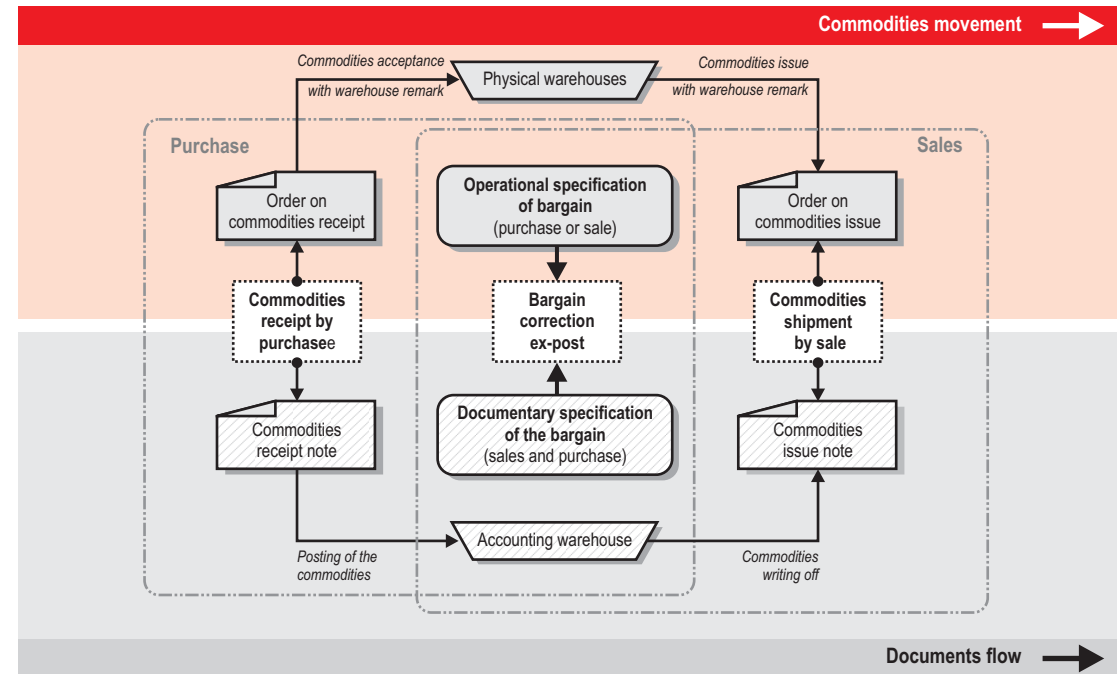 Commodities movement
Commodities acceptance
with warehouse remark
Physical warehouses
Commodities issue
with warehouse remark
Purchase
Sales
Order on
commodities receipt
Operational specification
of bargain
(purchase or sale)
Order on
commodities issue
Commodities
receipt by
purchasee
Bargain
correction
ex-post
Commodities
shipment
by sale
Commodities
receipt note
Documentary specification
of the bargain
(sales and purchase)
Commodities
issue note
Accounting warehouse
Posting of the
commodities
Commodities
writing off
Documents flow